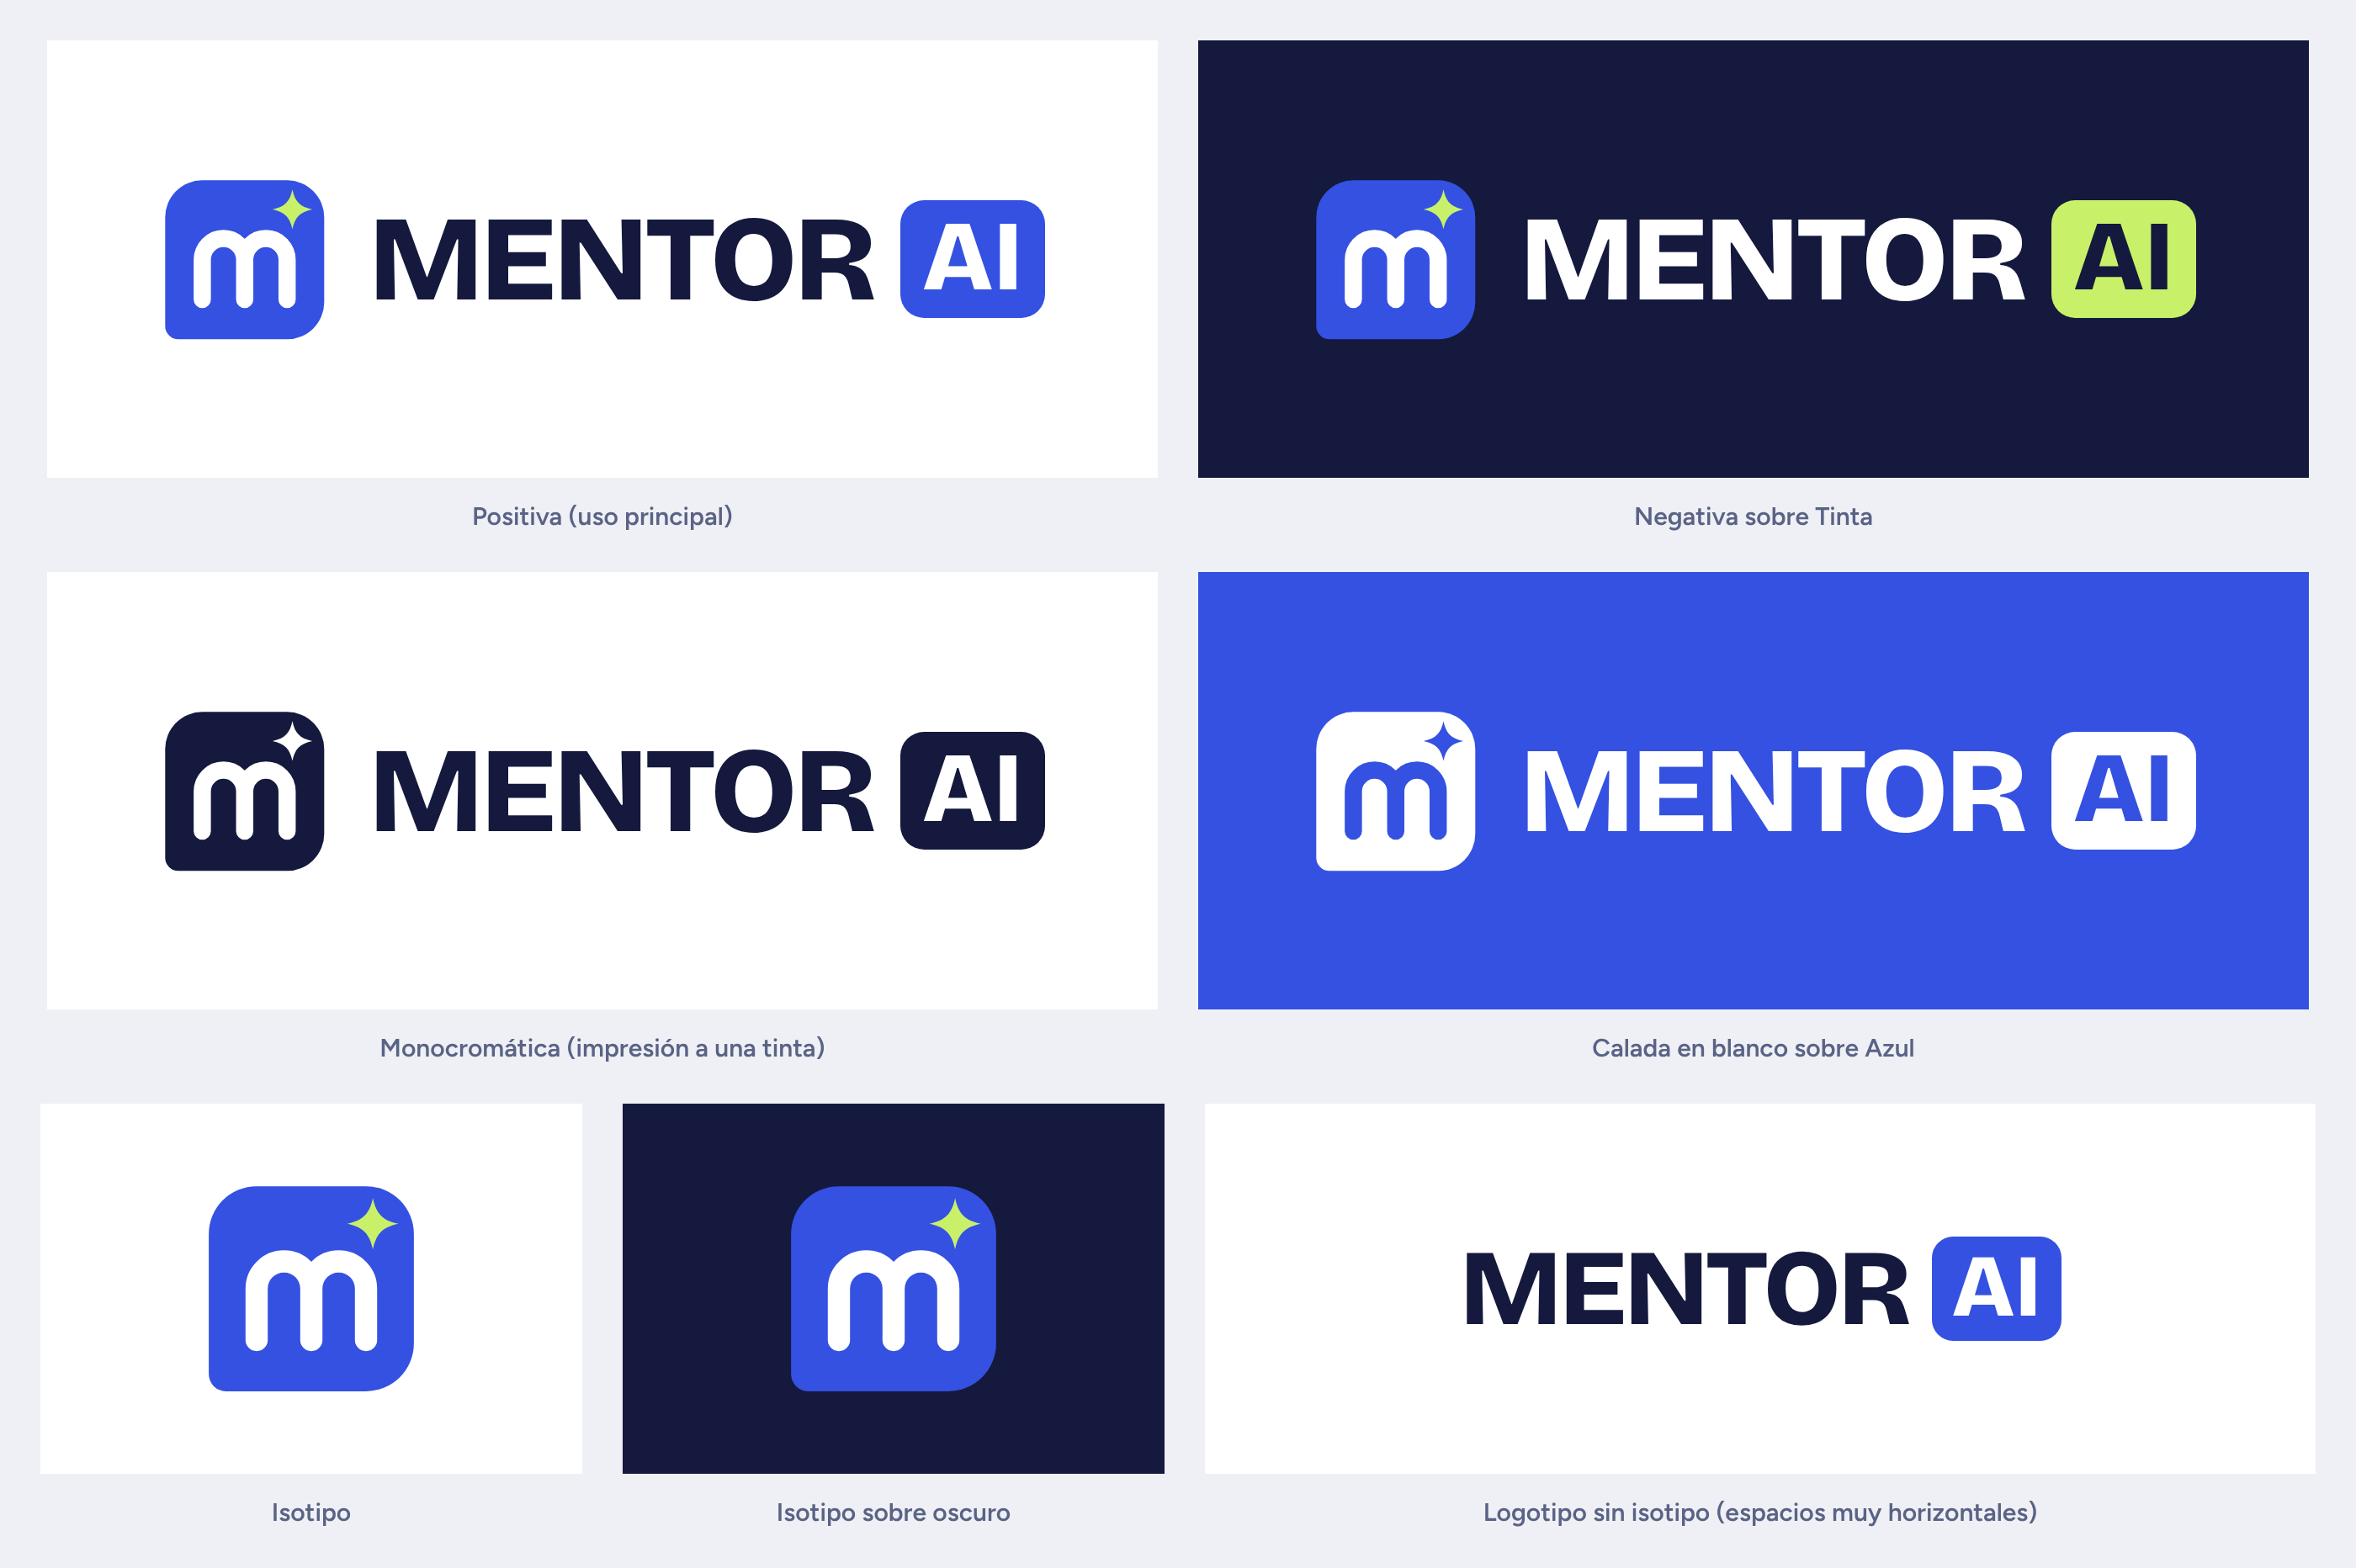 m MENTOR AI
m MENTOR AI
Positiva (uso principal)
Negativa sobre Tinta
m MENTOR AI
m MENTOR AI
Monocromática (impresión a una tinta)
Calada en blanco sobre Azul
m
m
MENTOR AI
Isotipo
Isotipo sobre oscuro
Logotipo sin isotipo (espacios muy horizontales)